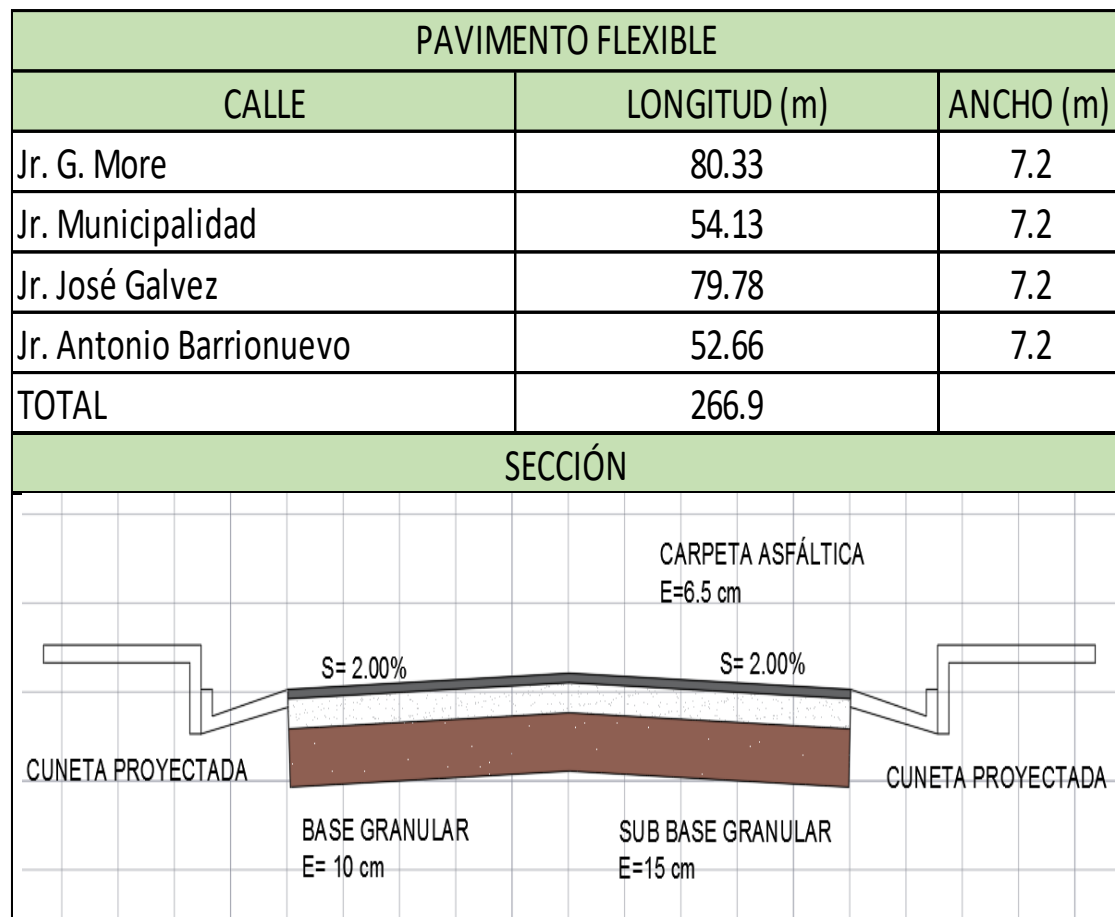 PAVIMENTO FLEXIBLE
CALLE LONGITUD (m) ANCHO (m)
Jr. G. More 80.33 7.2
Jr. Municipalidad 54.13 7.2
Jr. José Galvez 79.78 7.2
Jr. Antonio Barrionuevo 52.66 7.2
TOTAL 266.9
SECCIÓN
CARPETA ASFÁLTICA
E=6.5 cm
S= 2.00% S= 2.00%
CUNETA PROYECTADA CUNETA PROYECTADA
BASE GRANULAR SUB BASE GRANULAR
E= 10 cm E=15 cm